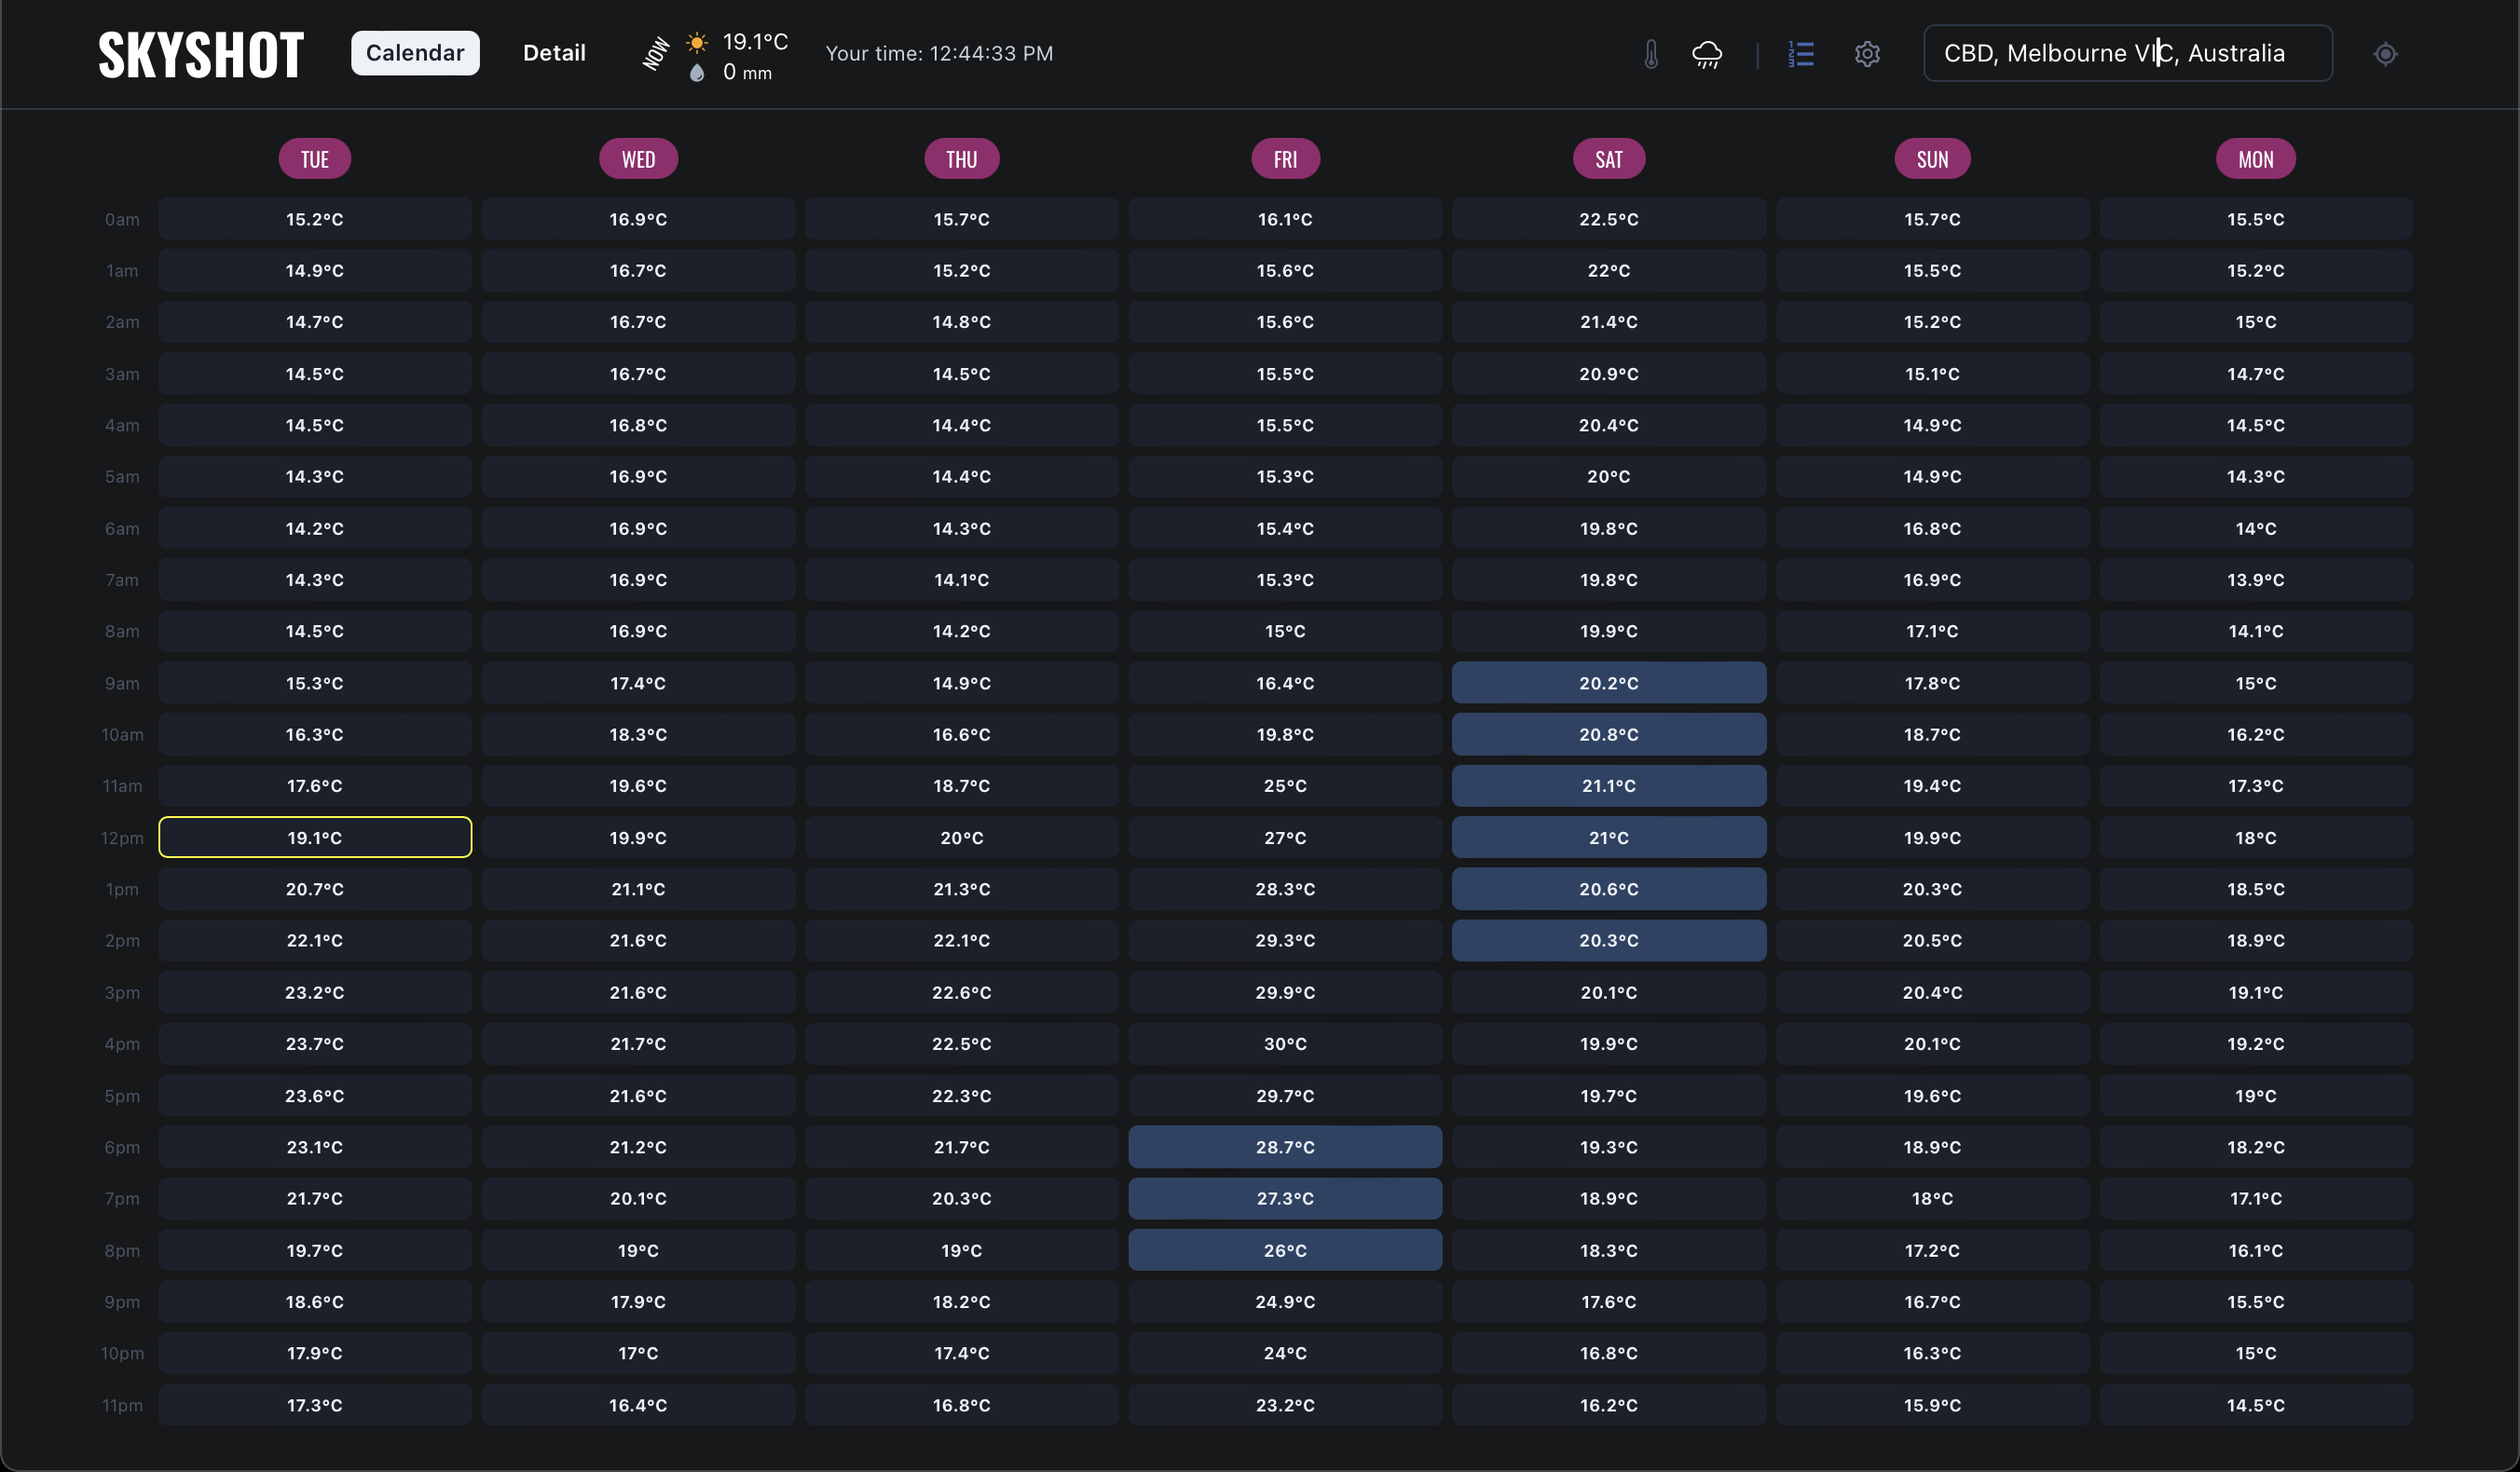 SKYSHOT Calendar Detail NOW 19.1°C 0 mm Your time: 12:44:33 PM CBD, Melbourne VIC, Australia
TUE WED THU FRI SAT SUN MON
0am 15.2°C 16.9°C 15.7°C 16.1°C 22.5°C 15.7°C 15.5°C
1am 14.9°C 16.7°C 15.2°C 15.6°C 22°C 15.5°C 15.2°C
2am 14.7°C 16.7°C 14.8°C 15.6°C 21.4°C 15.2°C 15°C
3am 14.5°C 16.7°C 14.5°C 15.5°C 20.9°C 15.1°C 14.7°C
4am 14.5°C 16.8°C 14.4°C 15.5°C 20.4°C 14.9°C 14.5°C
5am 14.3°C 16.9°C 14.4°C 15.3°C 20°C 14.9°C 14.3°C
6am 14.2°C 16.9°C 14.3°C 15.4°C 19.8°C 16.8°C 14°C
7am 14.3°C 16.9°C 14.1°C 15.3°C 19.8°C 16.9°C 13.9°C
8am 14.5°C 16.9°C 14.2°C 15°C 19.9°C 17.1°C 14.1°C
9am 15.3°C 17.4°C 14.9°C 16.4°C 20.2°C 17.8°C 15°C
10am 16.3°C 18.3°C 16.6°C 19.8°C 20.8°C 18.7°C 16.2°C
11am 17.6°C 19.6°C 18.7°C 25°C 21.1°C 19.4°C 17.3°C
12pm 19.1°C 19.9°C 20°C 27°C 21°C 19.9°C 18°C
1pm 20.7°C 21.1°C 21.3°C 28.3°C 20.6°C 20.3°C 18.5°C
2pm 22.1°C 21.6°C 22.1°C 29.3°C 20.3°C 20.5°C 18.9°C
3pm 23.2°C 21.6°C 22.6°C 29.9°C 20.1°C 20.4°C 19.1°C
4pm 23.7°C 21.7°C 22.5°C 30°C 19.9°C 20.1°C 19.2°C
5pm 23.6°C 21.6°C 22.3°C 29.7°C 19.7°C 19.6°C 19°C
6pm 23.1°C 21.2°C 21.7°C 28.7°C 19.3°C 18.9°C 18.2°C
7pm 21.7°C 20.1°C 20.3°C 27.3°C 18.9°C 18°C 17.1°C
8pm 19.7°C 19°C 19°C 26°C 18.3°C 17.2°C 16.1°C
9pm 18.6°C 17.9°C 18.2°C 24.9°C 17.6°C 16.7°C 15.5°C
10pm 17.9°C 17°C 17.4°C 24°C 16.8°C 16.3°C 15°C
11pm 17.3°C 16.4°C 16.8°C 23.2°C 16.2°C 15.9°C 14.5°C